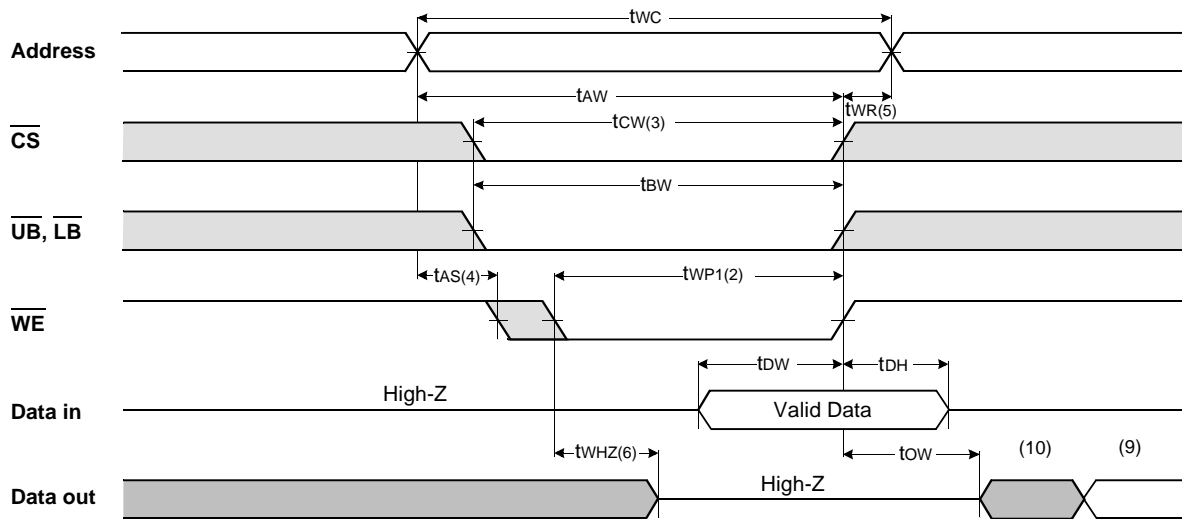 tWC
Address
tAW
tWR(5)
tCW(3)
CS
tBW
UB, LB
tAS(4)
tWP1(2)
WE
tDW
tDH
High-Z
Data in
Valid Data
tWHZ(6)
tOW
(10)
(9)
High-Z
Data out